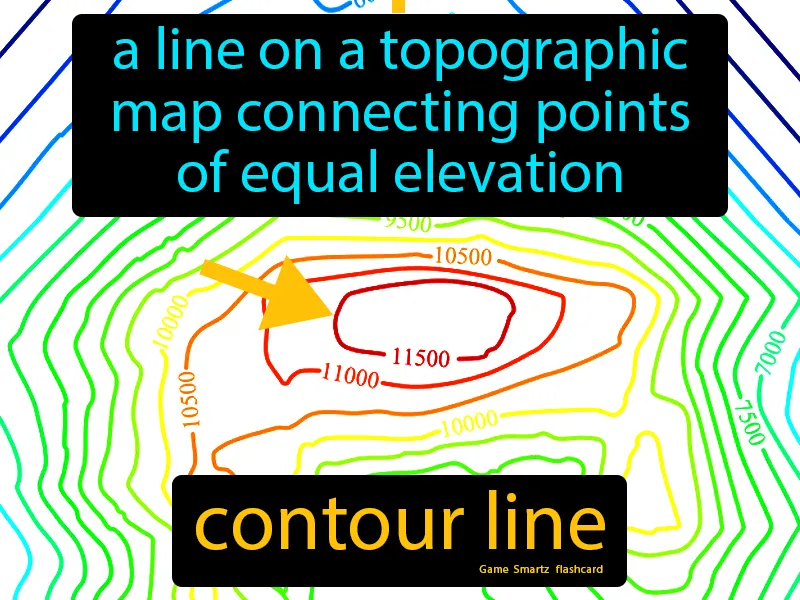 a line on a topographic
map connecting points
of equal elevation
9500
10500
10000
7000
11500
11000
10500
7500
10000
contour line
Game Smartz flashcard